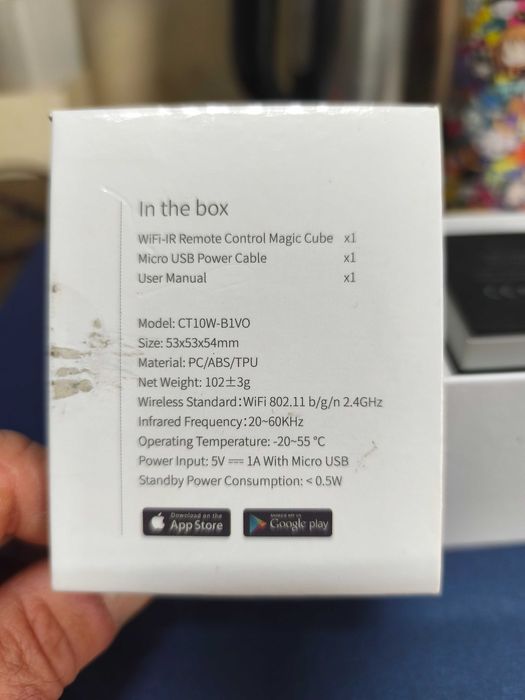 In the box
WiFi-IR Remote Control Magic Cube x1
Micro USB Power Cable x1
User Manual x1
Model: CT10W-B1VO
Size: 53x53x54mm
Material: PC/ABS/TPU
Net Weight: 102±3g
Wireless Standard:WiFi 802.11 b/g/n 2.4GHz
Infrared Frequency:20~60KHz
Operating Temperature: -20~55 °C
Power Input: 5V ⎓ 1A With Micro USB
Standby Power Consumption: < 0.5W
Download on the
App Store
Google play